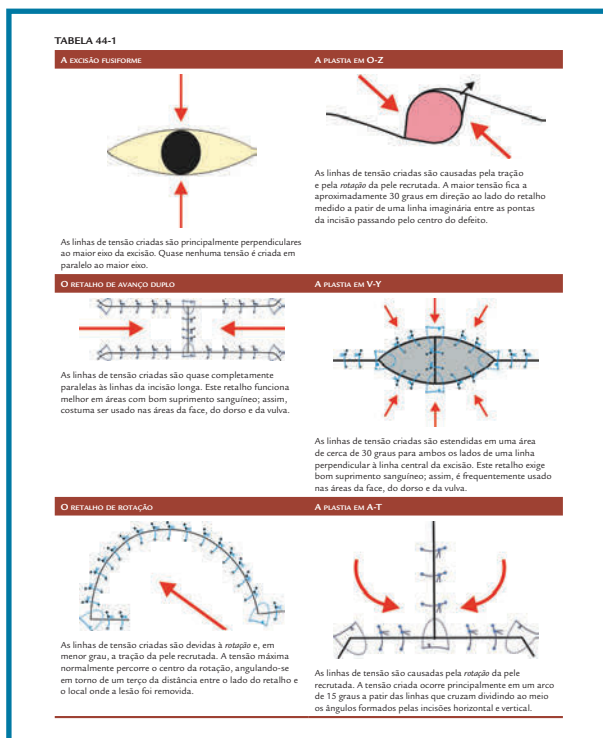 TABELA 44-1
A EXCISÃO FUSIFORME
As linhas de tensão criadas são principalmente perpendiculares
ao maior eixo da excisão. Quase nenhuma tensão é criada em
paralelo ao maior eixo.
A PLASTIA EM O-Z
As linhas de tensão criadas são causadas pela tração
e pela rotação da pele recrutada. A maior tensão fica a
aproximadamente 30 graus em direção ao lado do retalho
medido a patir de uma linha imaginária entre as pontas
da incisão passando pelo centro do defeito.
O RETALHO DE AVANÇO DUPLO
As linhas de tensão criadas são quase completamente
paralelas às linhas da incisão longa. Este retalho funciona
melhor em áreas com bom suprimento sanguíneo; assim,
costuma ser usado nas áreas da face, do dorso e da vulva.
A PLASTIA EM V-Y
As linhas de tensão criadas são estendidas em uma área
de cerca de 30 graus para ambos os lados de uma linha
perpendicular à linha central da excisão. Este retalho exige
bom suprimento sanguíneo; assim, é frequentemente usado
nas áreas da face, do dorso e da vulva.
O RETALHO DE ROTAÇÃO
As linhas de tensão criadas são devidas à rotação e, em
menor grau, a tração da pele recrutada. A tensão máxima
normalmente percorre o centro da rotação, angulando-se
em torno de um terço da distância entre o lado do retalho e
o local onde a lesão foi removida.
A PLASTIA EM A-T
As linhas de tensão são causadas pela rotação da pele
recrutada. A tensão criada ocorre principalmente em um arco
de 15 graus a patir das linhas que cruzam dividindo ao meio
os ângulos formados pelas incisões horizontal e vertical.